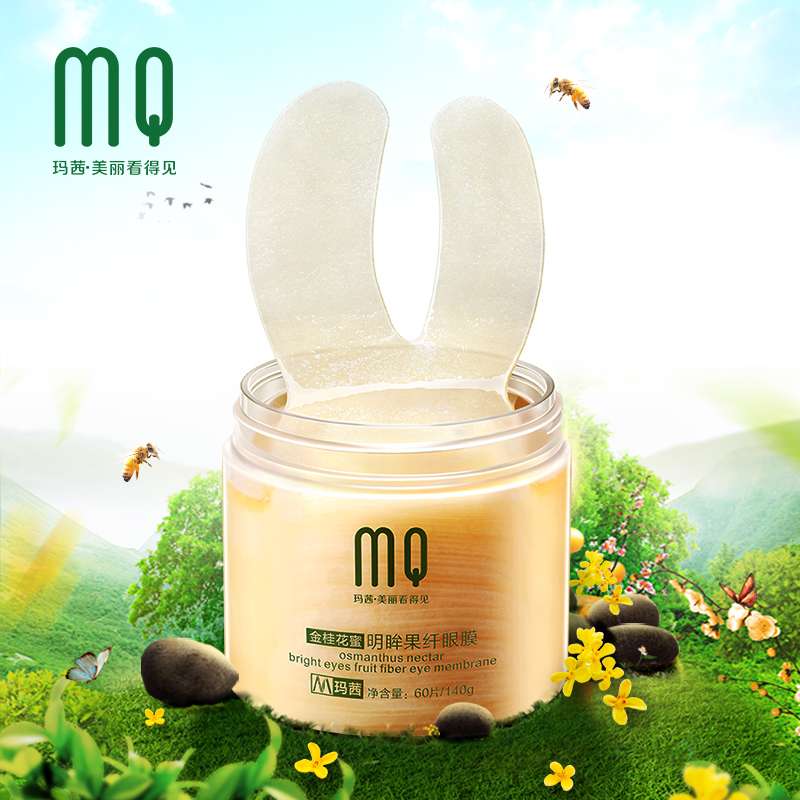 MQ
玛茜·美丽看得见
MQ
玛茜·美丽看得见
金桂花蜜 明眸果纤眼膜
osmanthus nectar
bright eyes fruit fiber eye membrane
M玛茜 净含量：60片/140g